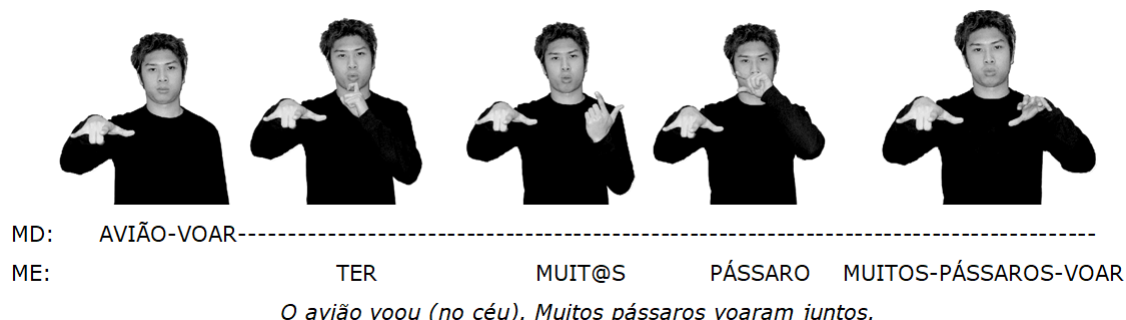 MD: AVIÃO-VOAR-------------------------------------------------------------------------------------
ME: TER MUIT@S PÁSSARO MUITOS-PÁSSAROS-VOAR
O avião voou (no céu). Muitos pássaros voaram juntos.